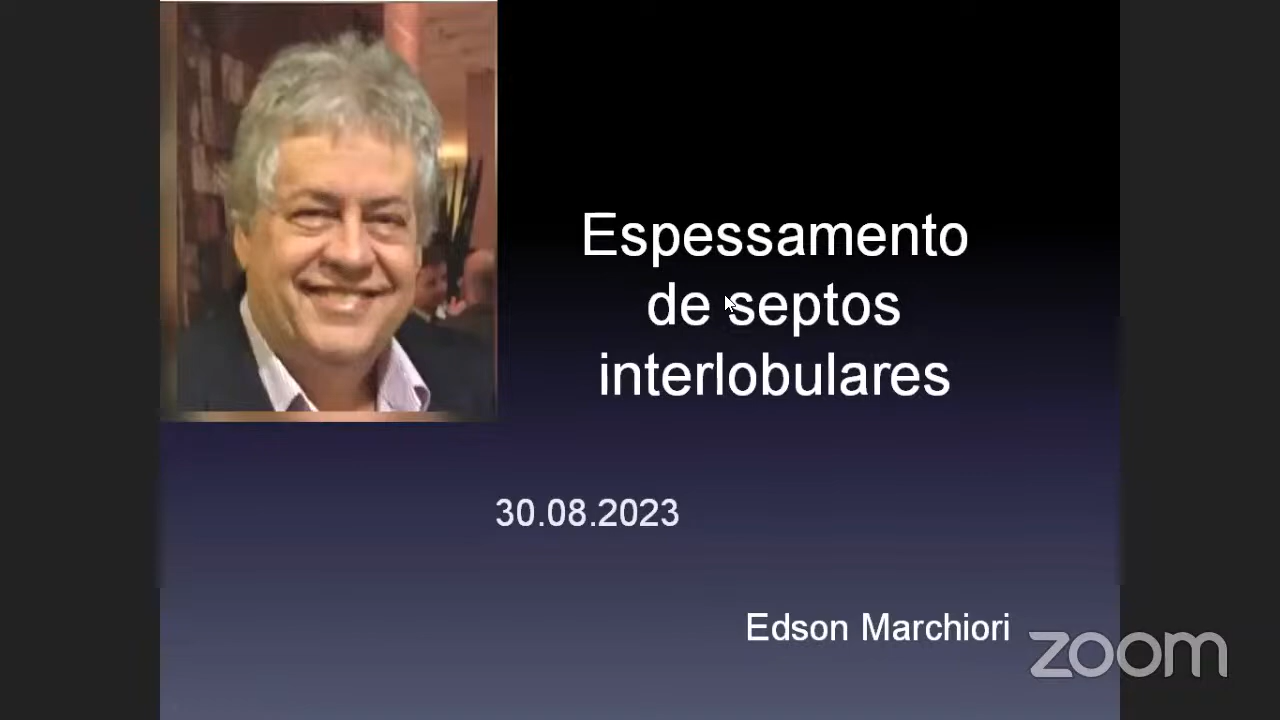 Espessamento
de septos
interlobulares
30.08.2023
Edson Marchiori
zoom